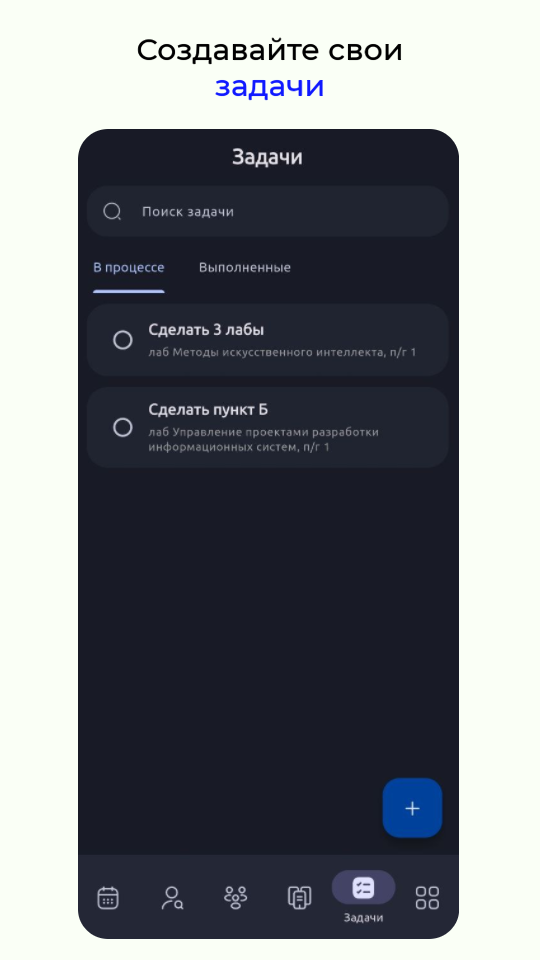 Создавайте свои
задачи
Задачи
Поиск задачи
В процессе
Выполненные
Сделать 3 лабы
лаб Методы искусственного интеллекта, п/г 1
Сделать пункт Б
лаб Управление проектами разработки
информационных систем, п/г 1
Задачи